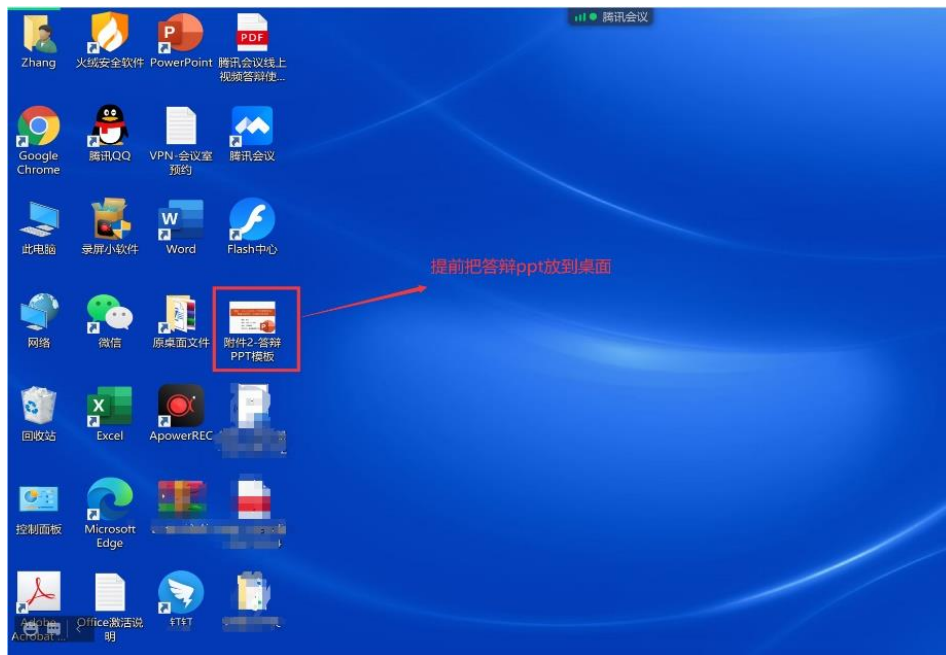 腾讯会议
Zhang
火绒安全软件
PowerPoint
腾讯会议线上
视频答辩使...
Google
Chrome
腾讯QQ
VPN-会议室
预约
腾讯会议
此电脑
录屏小软件
Word
Flash中心
提前把答辩ppt放到桌面
网络
微信
原桌面文件
附件2-答辩
PPT模板
回收站
Excel
ApowerREC
控制面板
Microsoft
Edge
Adobe
Acrobat ...
Office激活说
明
钉钉